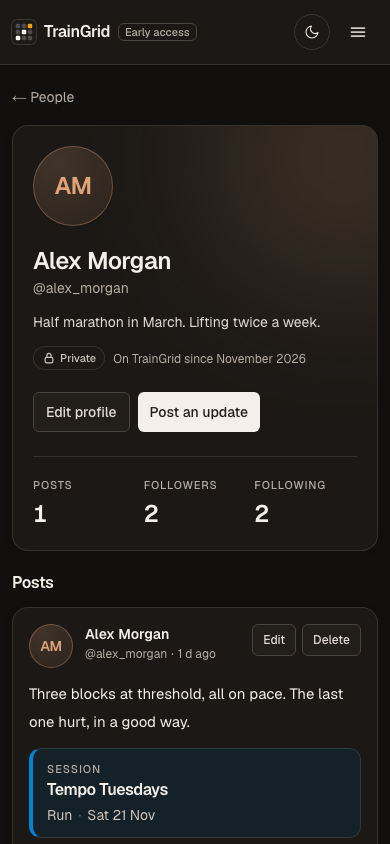 TrainGrid Early access
← People
AM
Alex Morgan
@alex_morgan
Half marathon in March. Lifting twice a week.
Private On TrainGrid since November 2026
Edit profile Post an update
POSTS FOLLOWERS FOLLOWING
1 2 2
Posts
AM
Alex Morgan
@alex_morgan · 1 d ago
Edit Delete
Three blocks at threshold, all on pace. The last
one hurt, in a good way.
SESSION
Tempo Tuesdays
Run · Sat 21 Nov